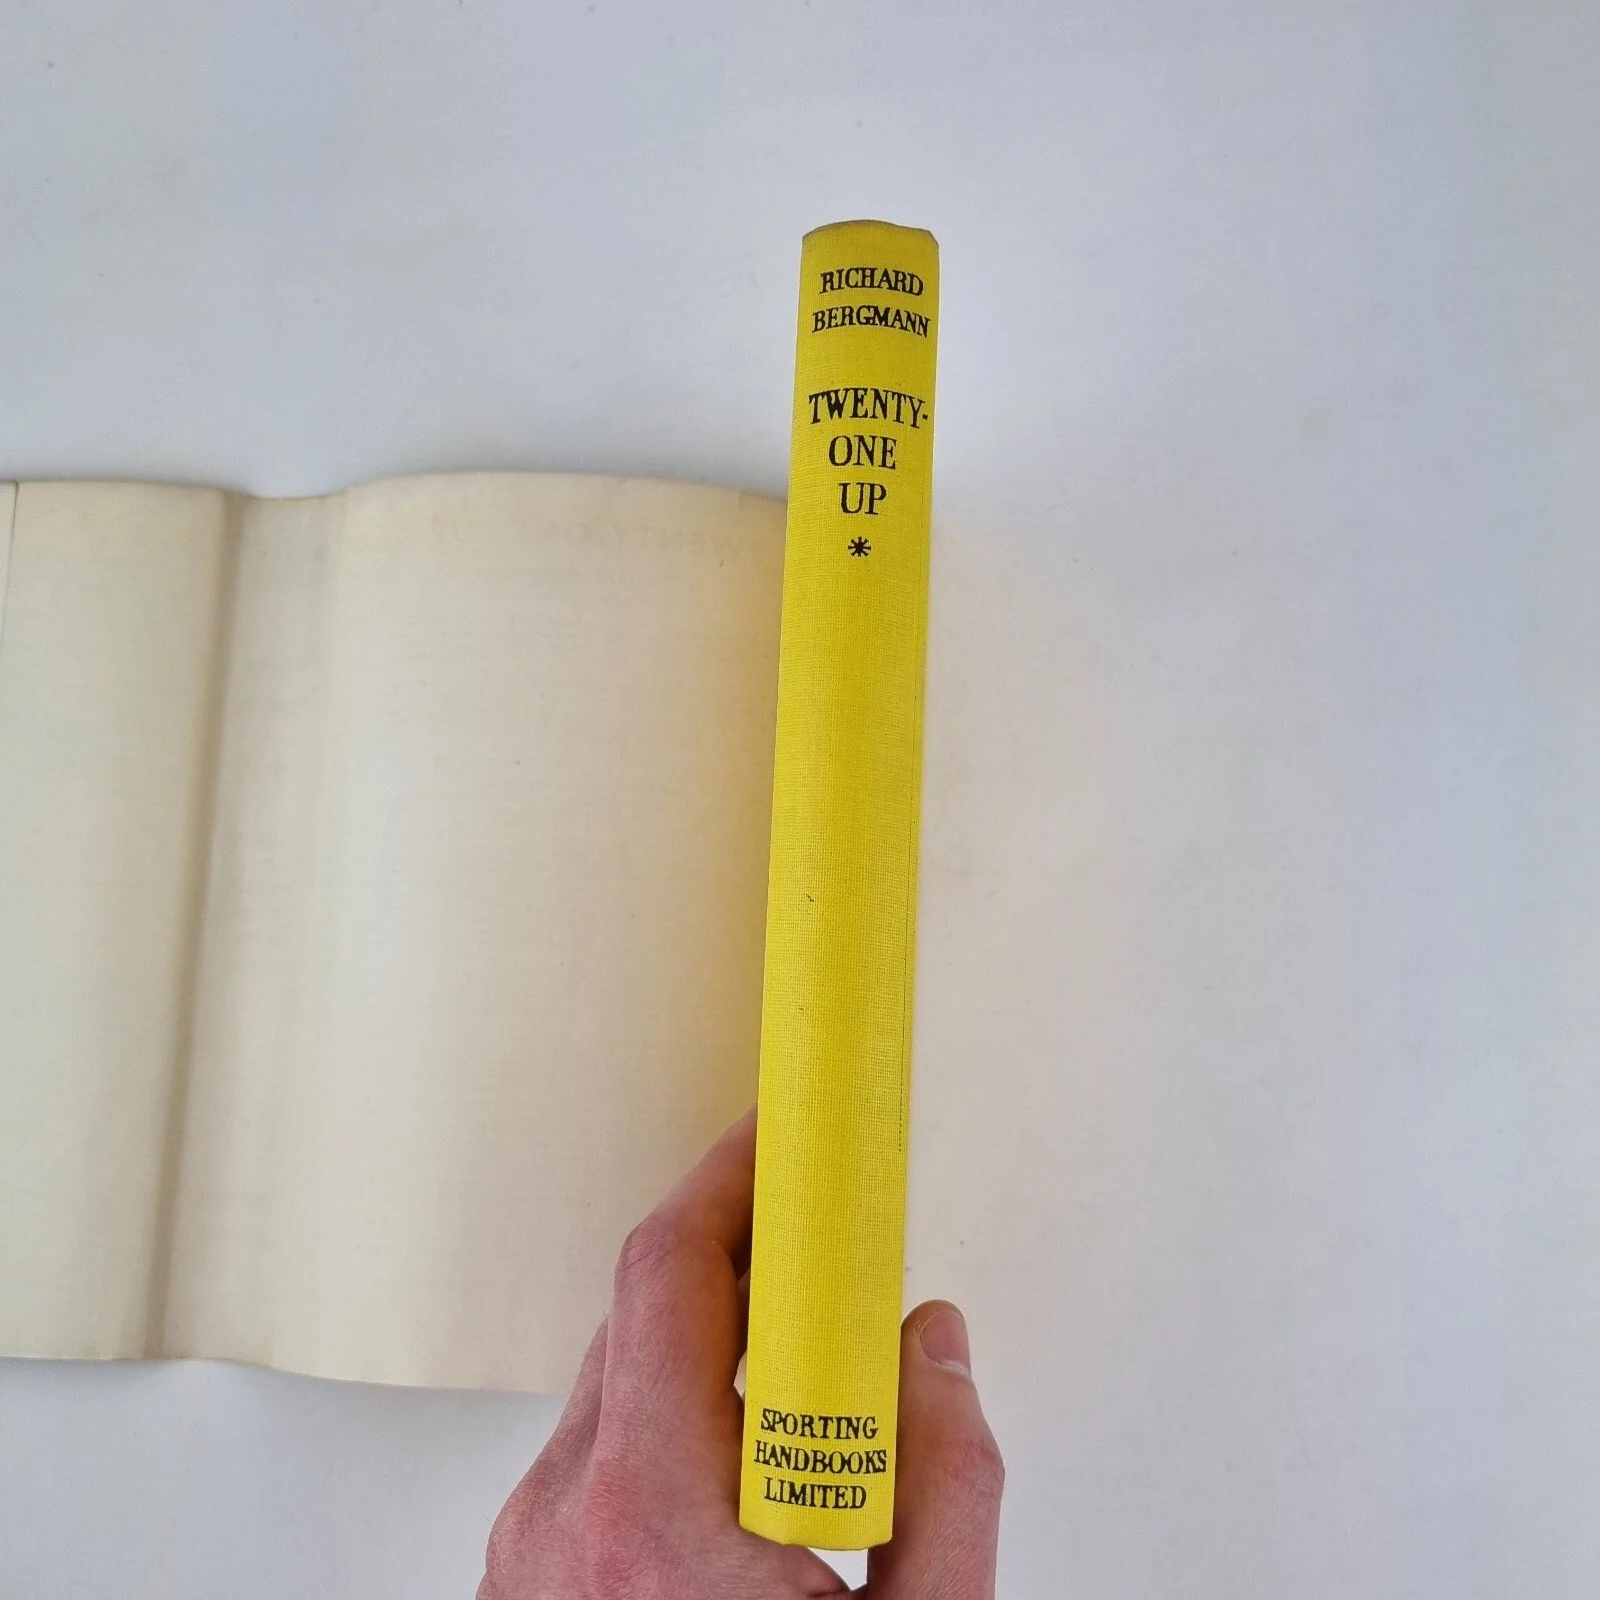 RICHARD
BERGMANN
TWENTY-
ONE
UP
*
SPORTING
HANDBOOKS
LIMITED